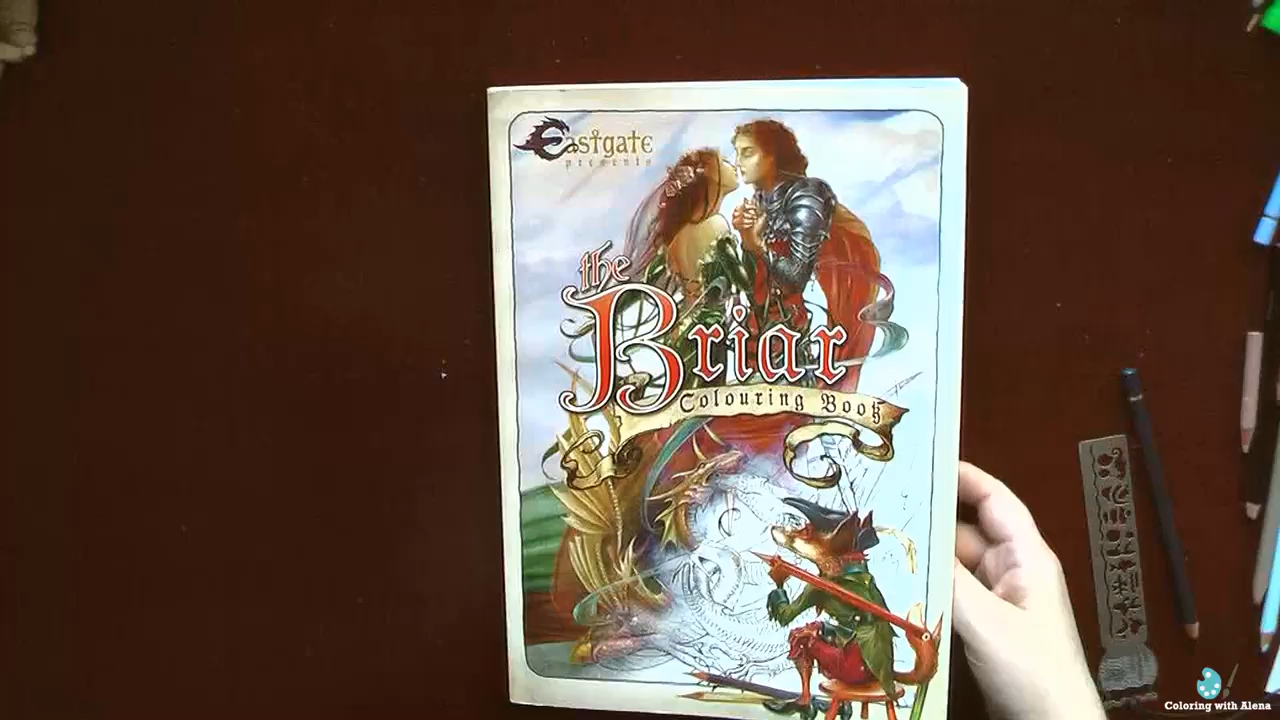 Eastgate
presents
the
Briar
Colouring Book
Coloring with Alena